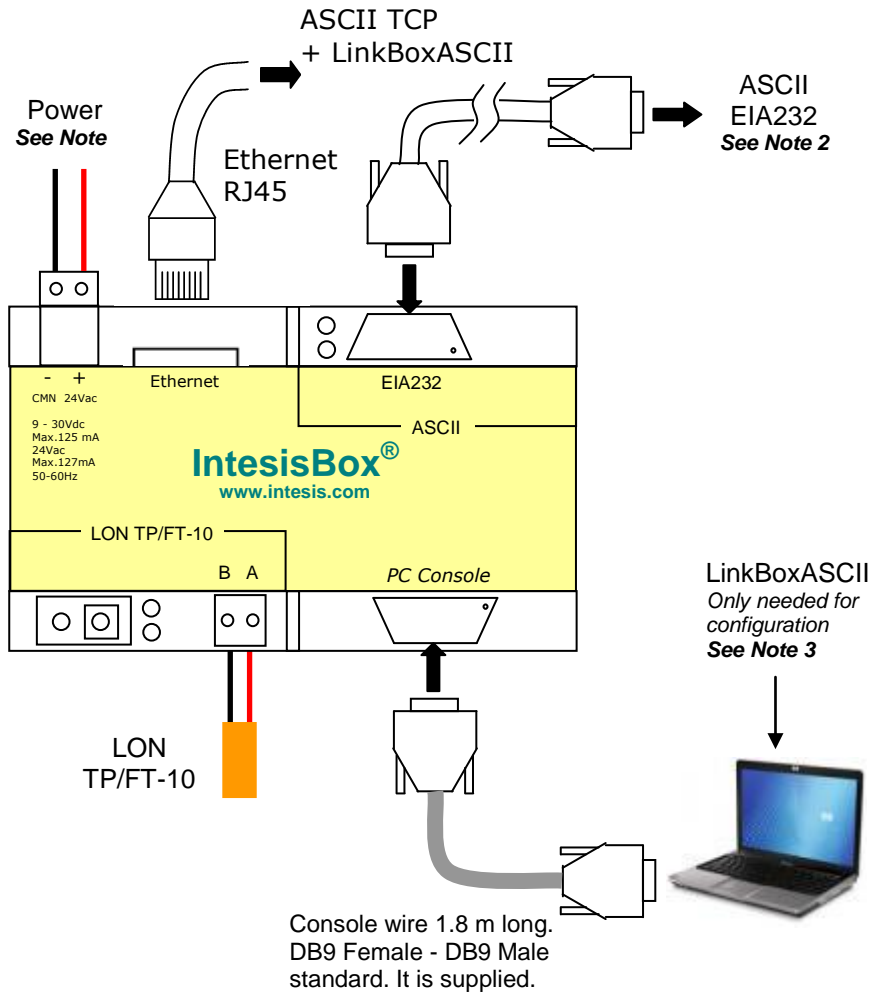 ASCII TCP
+ LinkBoxASCII
Power
See Note
Ethernet
RJ45
ASCII
EIA232
See Note 2
- +
CMN 24Vac
9 - 30Vdc
Max.125 mA
24Vac
Max.127mA
50-60Hz
Ethernet
EIA232
ASCII
IntesisBox®
www.intesis.com
LON TP/FT-10
B A
PC Console
LON
TP/FT-10
LinkBoxASCII
Only needed for
configuration
See Note 3
Console wire 1.8 m long.
DB9 Female - DB9 Male
standard. It is supplied.